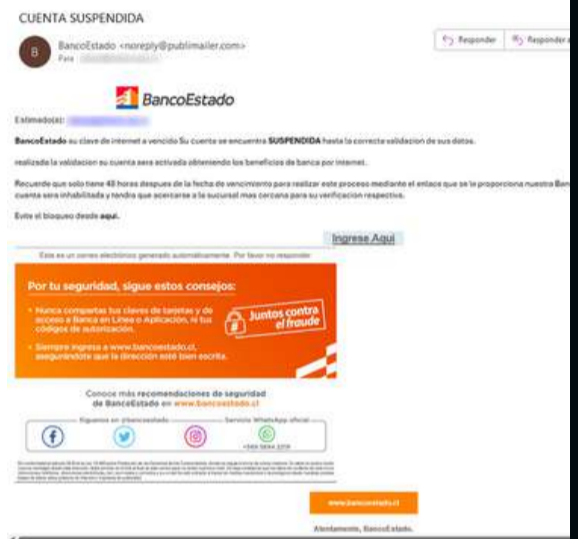 CUENTA SUSPENDIDA
B
BancoEstado <noreply@publimailer.com>
Para
Responder
Responder a
BancoEstado
Estimado(a):
BancoEstado su clave de internet a vencido Su cuenta se encuentra SUSPENDIDA hasta la correcta validacion de sus datos.
realizada la validacion su cuenta sera activada obteniendo los beneficios de banca por internet.
Recuerde que solo tiene 48 horas despues de la fecha de vencimiento para realizar este proceso mediante el enlace que se le proporciona nuestra Ban
cuenta sera inhabilitada y tendra que acercarse a la sucursal mas cercana para su verificacion respectiva.
Evite el bloqueo desde aqui.
Ingrese Aqui
Este es un correo electrónico generado automáticamente. Por favor no responder
Por tu seguridad, sigue estos consejos:
• Nunca compartas tus claves de tarjetas y de
acceso a Banca en Línea o Aplicación, ni tus
códigos de autorización.
• Siempre ingresa a www.bancoestado.cl,
asegurándote que la dirección esté bien escrita.
Juntos contra
el fraude
Conoce más recomendaciones de seguridad
de BancoEstado en www.bancoestado.cl
Síguenos en @bancoestado
Servicio WhatsApp oficial
www.bancoestado.cl
Atentamente, BancoEstado.